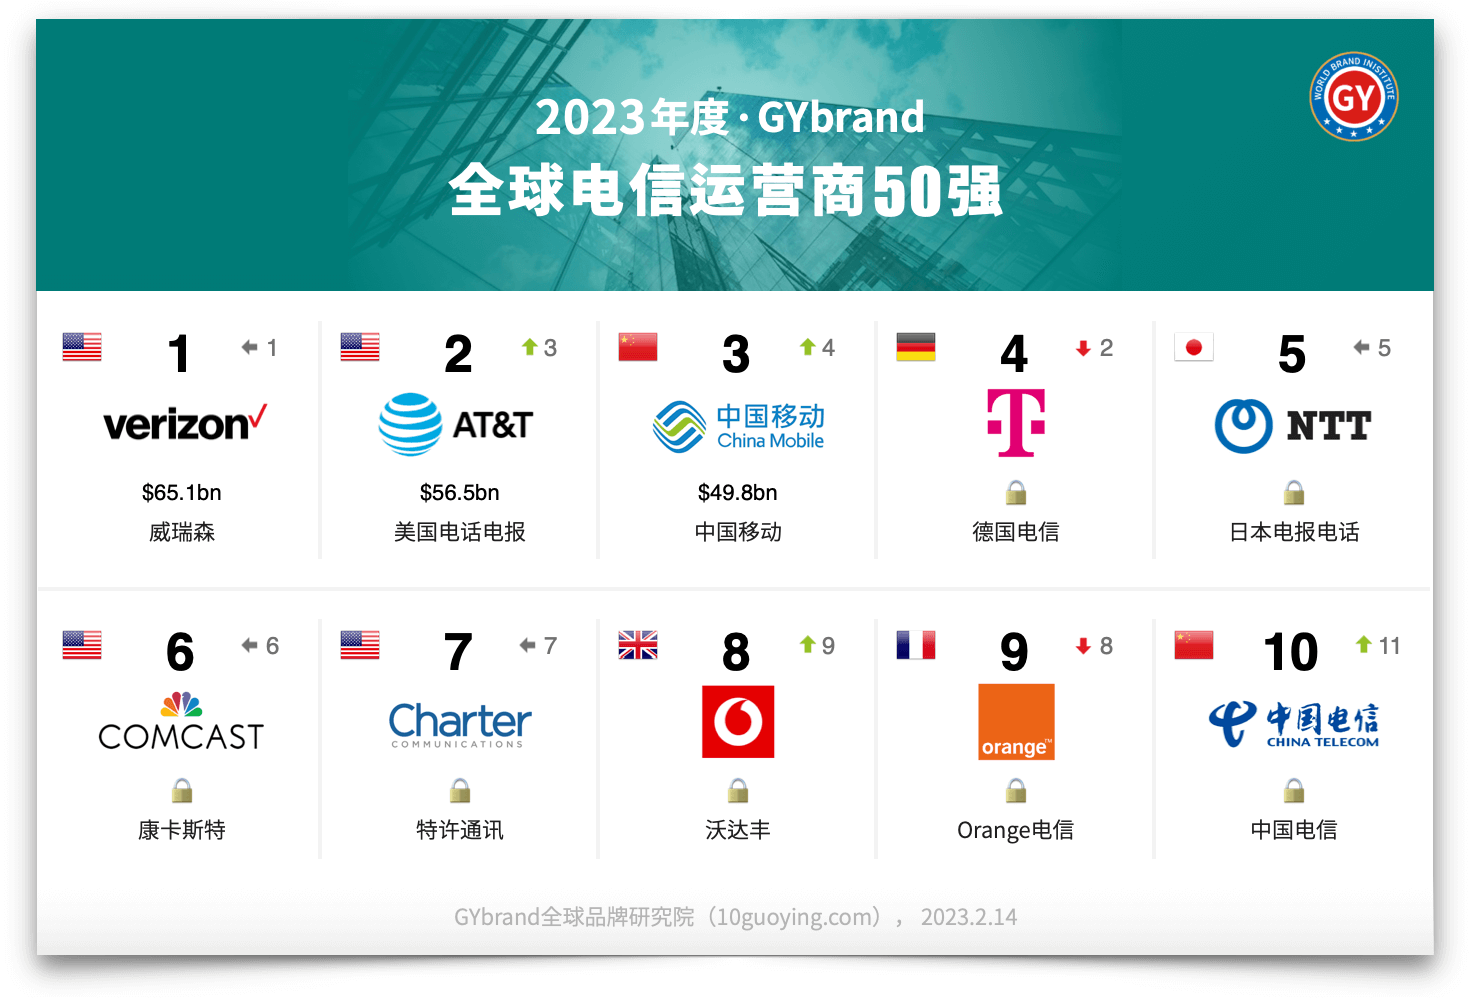 2023年度·GYbrand
全球电信运营商50强
WORLD BRAND INISTITUTE
GY
1
1
verizon
$65.1bn
威瑞森
2
3
AT&T
$56.5bn
美国电话电报
3
4
中国移动
China Mobile
$49.8bn
中国移动
4
2
T
德国电信
5
5
NTT
日本电报电话
6
6
COMCAST
康卡斯特
7
7
Charter
COMMUNICATIONS
特许通讯
8
9
沃达丰
9
8
orange™
Orange电信
10
11
中国电信
CHINA TELECOM
中国电信
GYbrand全球品牌研究院（10guoying.com）， 2023.2.14